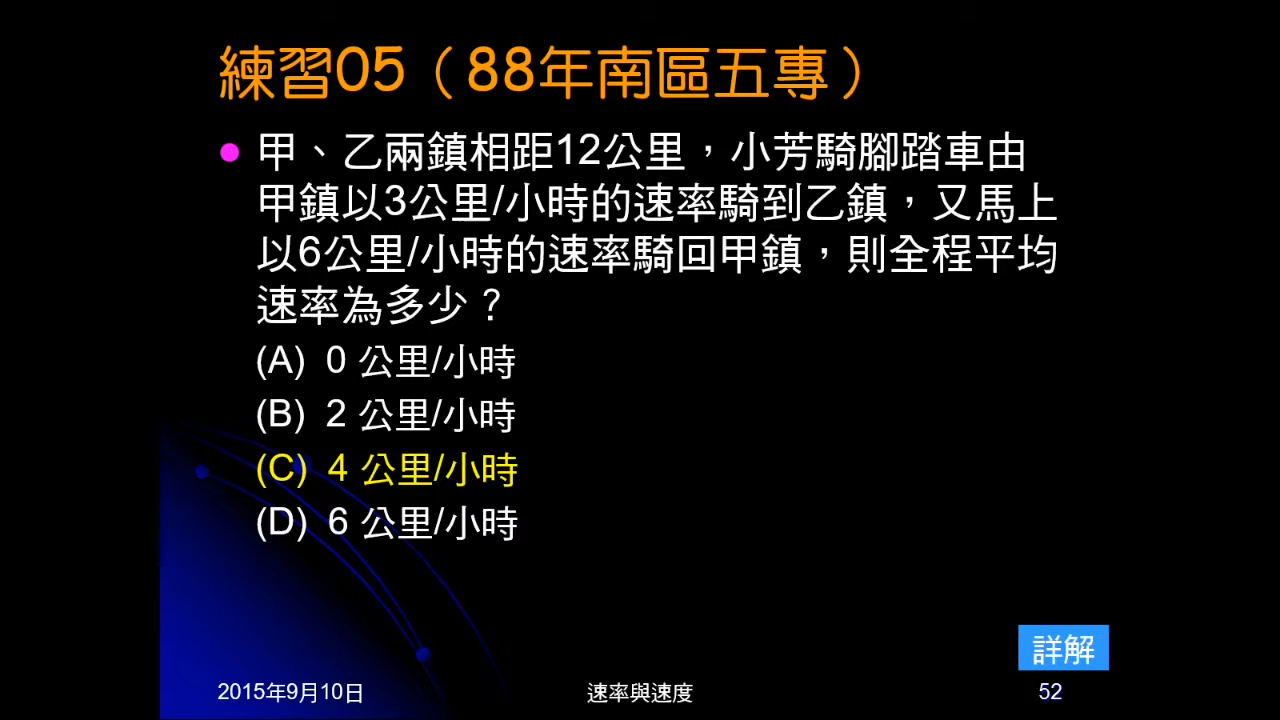 練習05（88年南區五專）
甲、乙兩鎮相距12公里，小芳騎腳踏車由
甲鎮以3公里/小時的速率騎到乙鎮，又馬上
以6公里/小時的速率騎回甲鎮，則全程平均
速率為多少？
(A) 0 公里/小時
(B) 2 公里/小時
(C) 4 公里/小時
(D) 6 公里/小時
詳解
2015年9月10日 速率與速度 52